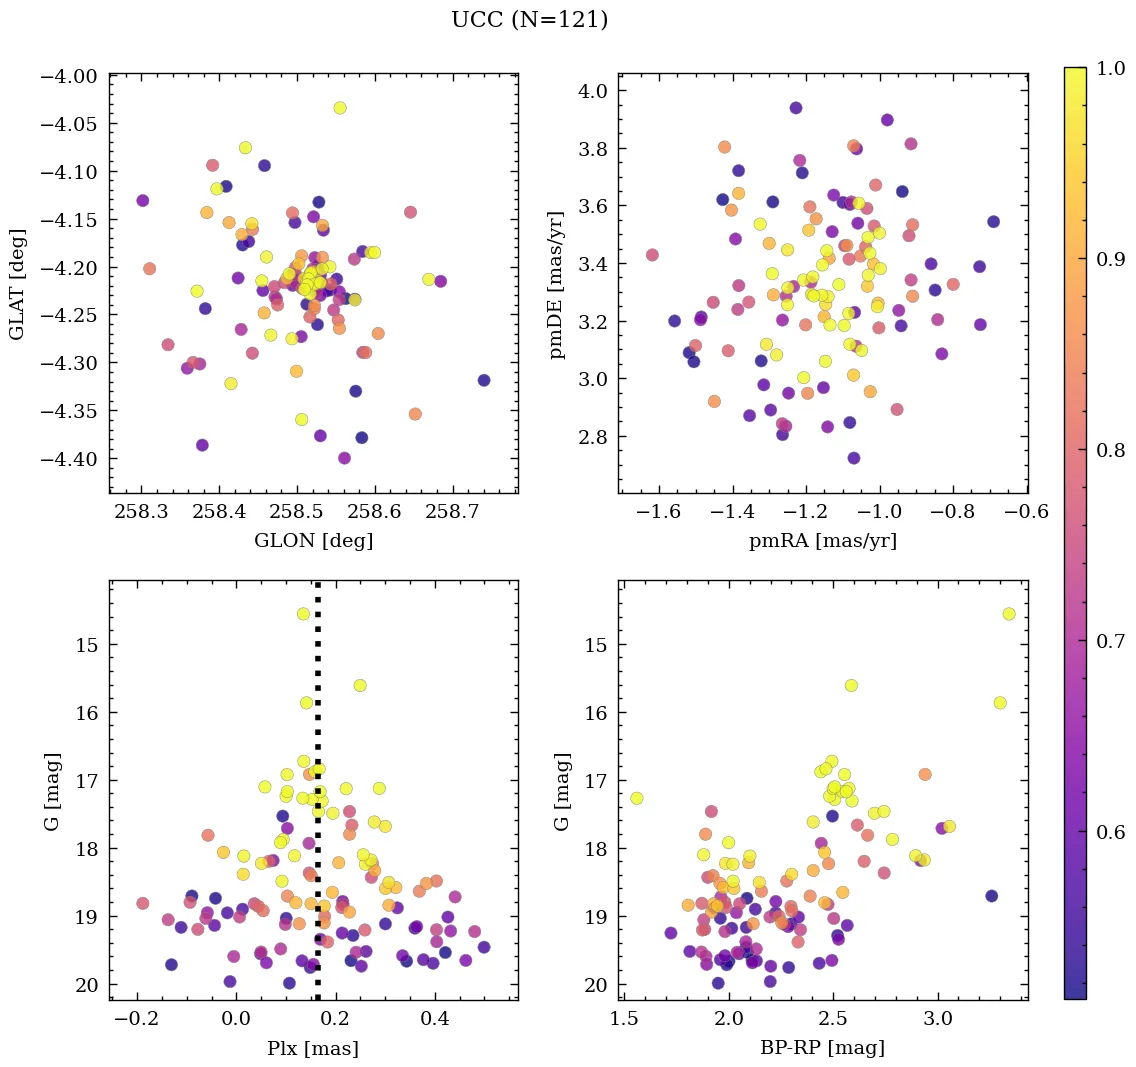 UCC (N=121)
−4.00
−4.05
−4.10
−4.15
−4.20
−4.25
−4.30
−4.35
−4.40
GLAT [deg]
258.3 258.4 258.5 258.6 258.7
GLON [deg]
4.0
3.8
3.6
3.4
3.2
3.0
2.8
pmDE [mas/yr]
−1.6 −1.4 −1.2 −1.0 −0.8 −0.6
pmRA [mas/yr]
15
16
17
18
19
20
G [mag]
−0.2 0.0 0.2 0.4
Plx [mas]
15
16
17
18
19
20
G [mag]
1.5 2.0 2.5 3.0
BP-RP [mag]
1.0
0.9
0.8
0.7
0.6